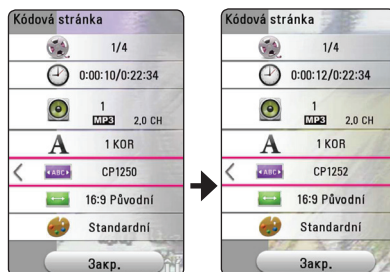 Kódová stránka
1/4
0:00:10/0:22:34
1
MP3 2,0 CH
A 1 KOR
ABC CP1250
16:9 Původní
Standardní
Закр.
Kódová stránka
1/4
0:00:12/0:22:34
1
MP3 2,0 CH
A 1 KOR
ABC CP1252
16:9 Původní
Standardní
Закр.